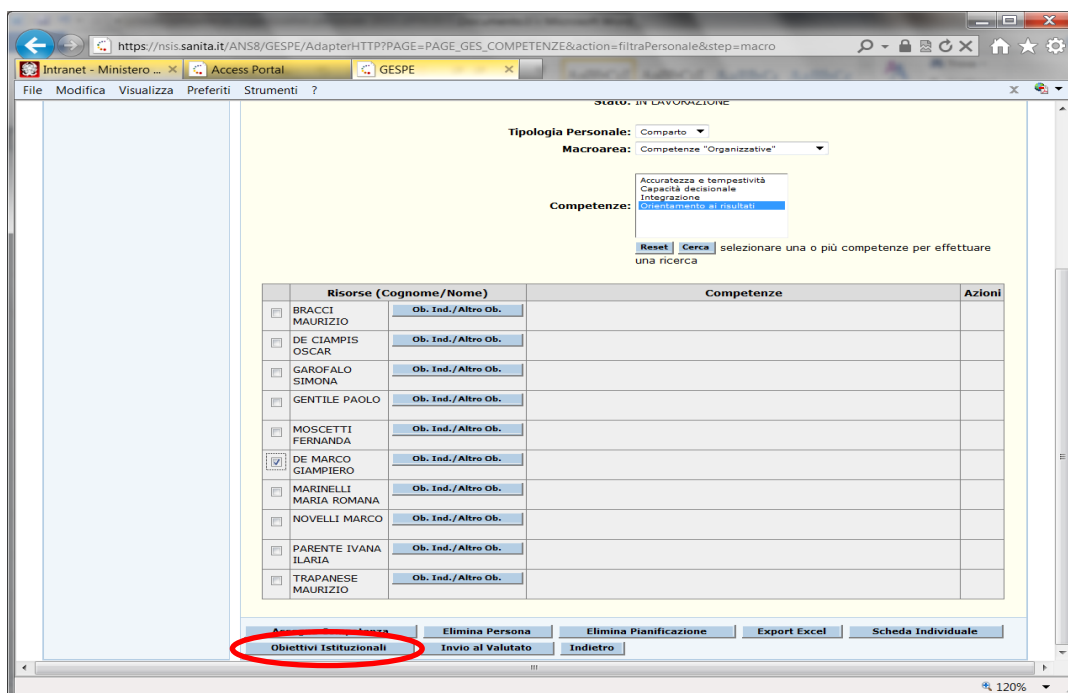 https://nsis.sanita.it/ANS8/GESPE/AdapterHTTP?PAGE=PAGE_GES_COMPETENZE&action=filtraPersonale&step=macro
Intranet - Ministero ... Access Portal GESPE
File Modifica Visualizza Preferiti Strumenti ?
Stato: IN LAVORAZIONE
Tipologia Personale: Comparto
Macroarea: Competenze "Organizzative"
Accuratezza e tempestività
Capacità decisionale
Integrazione
Competenze: Orientamento ai risultati
Reset Cerca selezionare una o più competenze per effettuare
una ricerca
Risorse (Cognome/Nome) Competenze Azioni
BRACCI Ob. Ind./Altro Ob.
MAURIZIO
DE CIAMPIS Ob. Ind./Altro Ob.
OSCAR
GAROFALO Ob. Ind./Altro Ob.
SIMONA
GENTILE PAOLO Ob. Ind./Altro Ob.
MOSCETTI Ob. Ind./Altro Ob.
FERNANDA
DE MARCO Ob. Ind./Altro Ob.
GIAMPIERO
MARINELLI Ob. Ind./Altro Ob.
MARIA ROMANA
NOVELLI MARCO Ob. Ind./Altro Ob.
PARENTE IVANA Ob. Ind./Altro Ob.
ILARIA
TRAPANESE Ob. Ind./Altro Ob.
MAURIZIO
Elimina Persona Elimina Pianificazione Export Excel Scheda Individuale
Obiettivi Istituzionali Invio al Valutato Indietro
120%